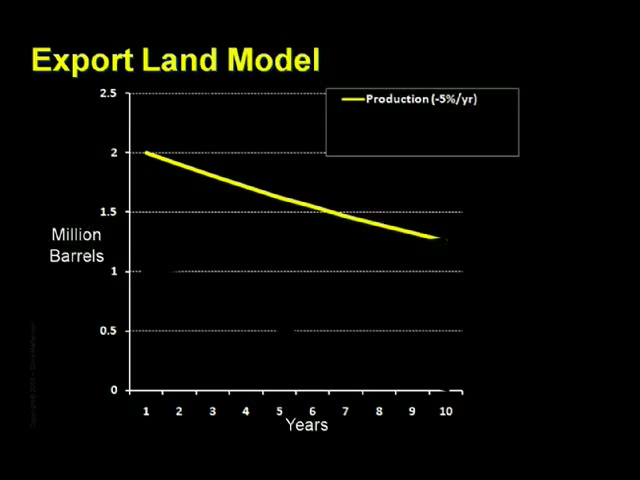 Export Land Model
Production (-5%/yr)
2.5
2
1.5
1
0.5
0
Million
Barrels
1 2 3 4 5 6 7 8 9 10
Years